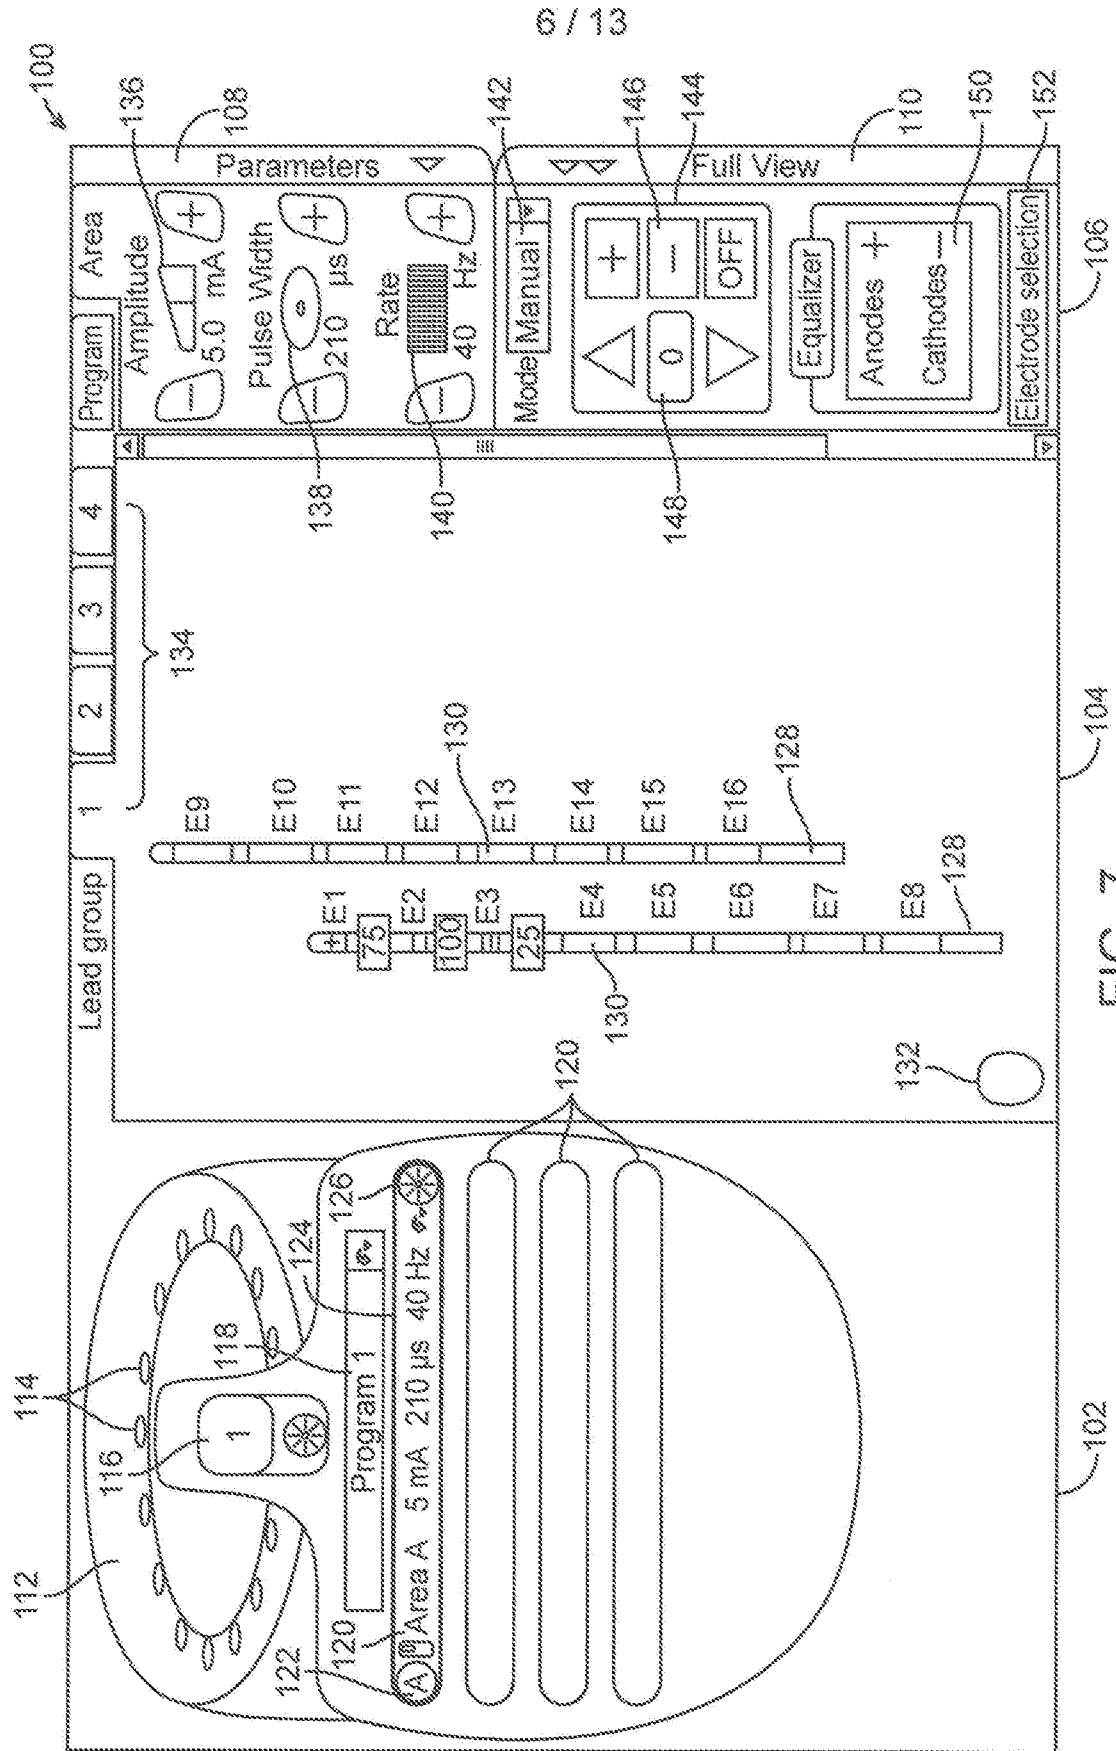 6 / 13
100
Lead group
1
2
3
4
Program
Area
134
112
116
114
1
118
Program 1
124
126
122
120
A
Area A 5 mA 210 µs 40 Hz
120
102
E1
75
E2
100
E3
25
E4
E5
E6
E7
E8
130
128
E9
E10
E11
E12
E13
E14
E15
E16
130
128
132
104
Amplitude
136
−
5.0 mA
+
Pulse Width
138
−
210 µs
+
Rate
140
−
40 Hz
+
Parameters
108
Mode Manual
142
+
0
−
OFF
146
144
148
Equalizer
Anodes +
Cathodes −
150
Electrode selection
152
Full View
110
106
FIG. 7